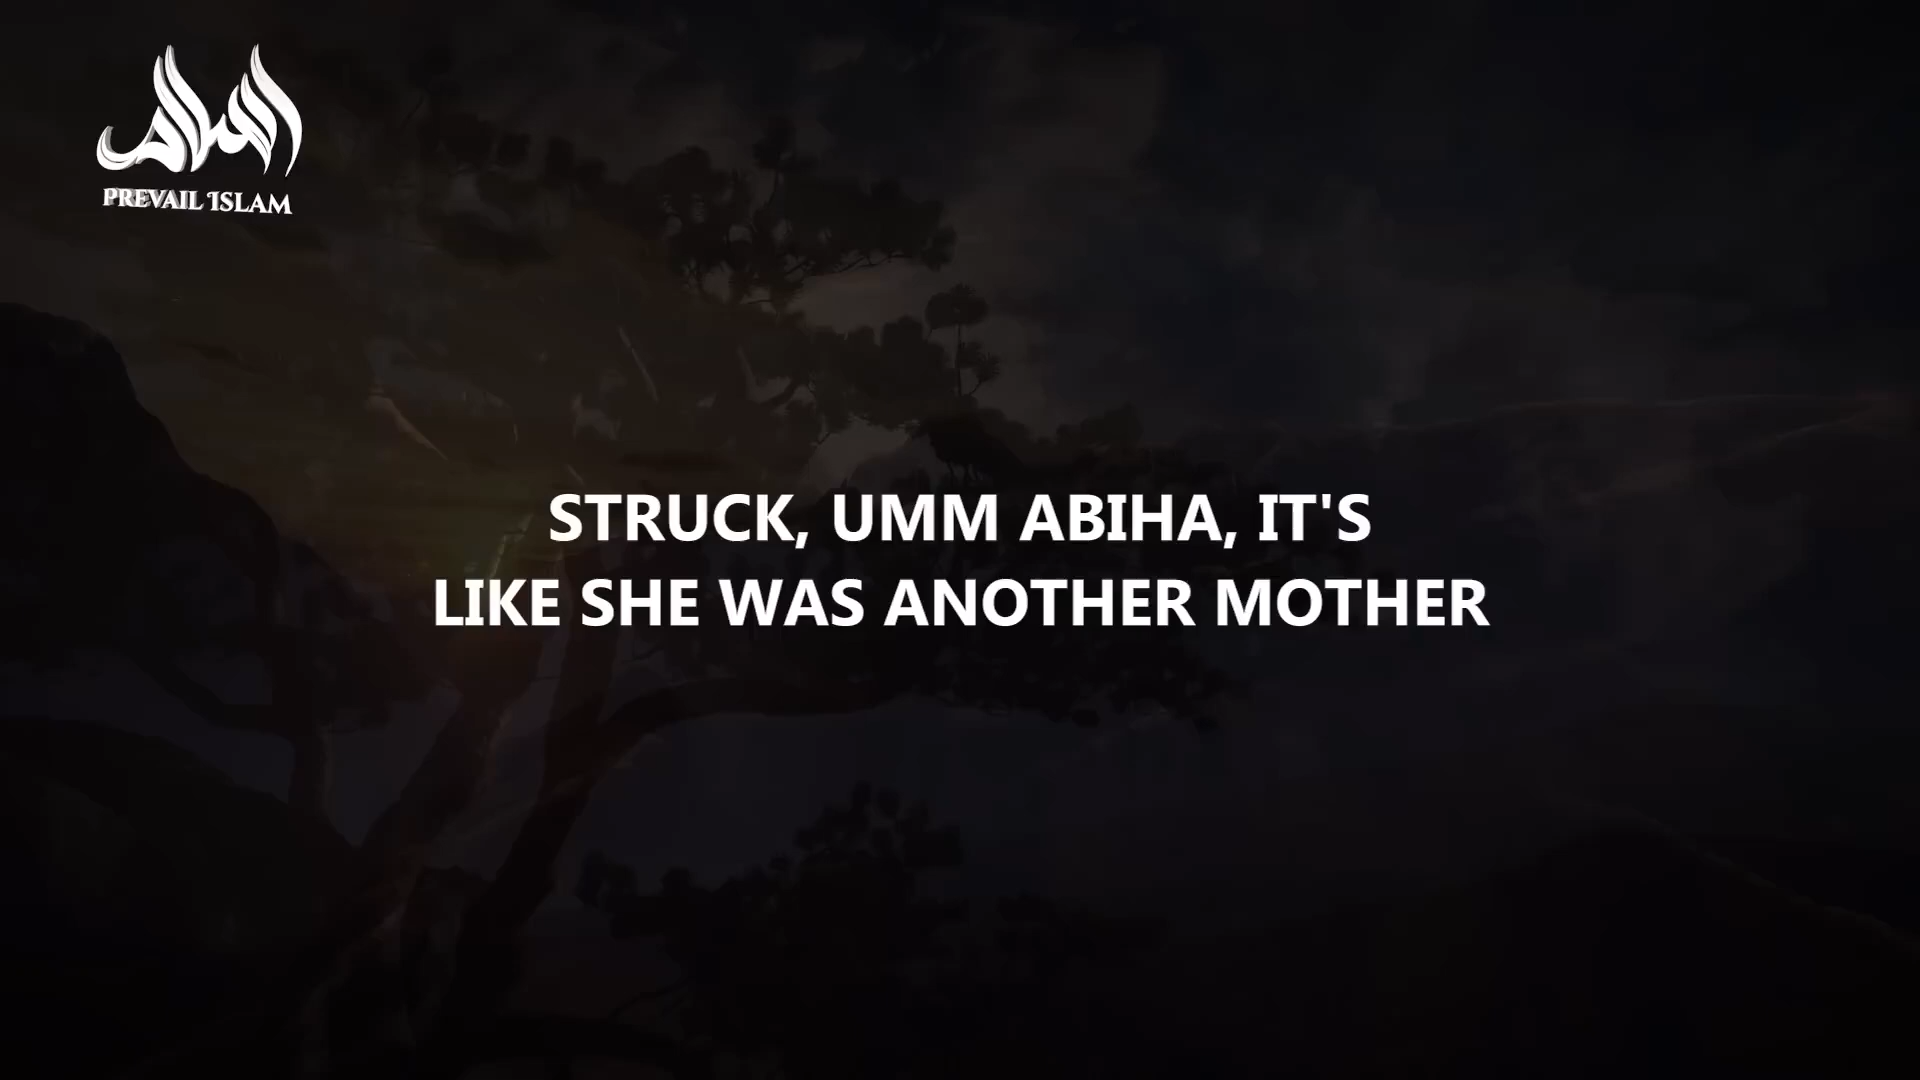 PREVAIL ISLAM
STRUCK, UMM ABIHA, IT'S
LIKE SHE WAS ANOTHER MOTHER